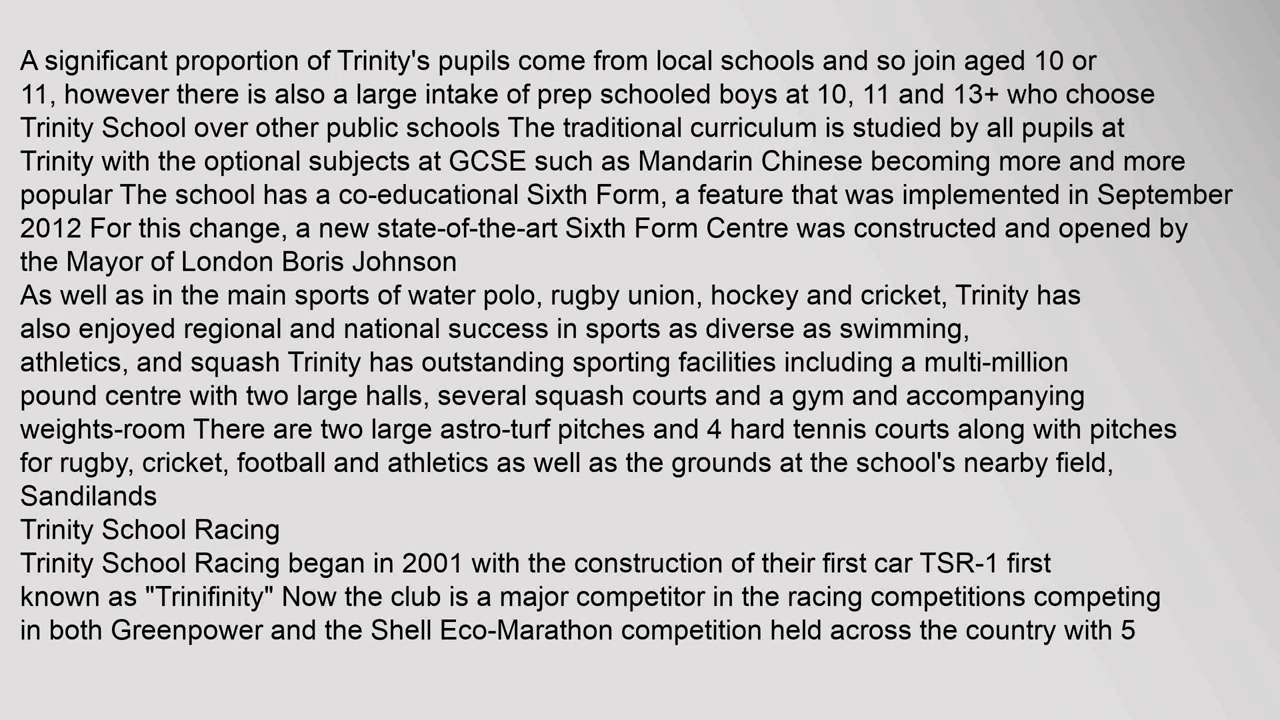 A significant proportion of Trinity's pupils come from local schools and so join aged 10 or
11, however there is also a large intake of prep schooled boys at 10, 11 and 13+ who choose
Trinity School over other public schools The traditional curriculum is studied by all pupils at
Trinity with the optional subjects at GCSE such as Mandarin Chinese becoming more and more
popular The school has a co-educational Sixth Form, a feature that was implemented in September
2012 For this change, a new state-of-the-art Sixth Form Centre was constructed and opened by
the Mayor of London Boris Johnson
As well as in the main sports of water polo, rugby union, hockey and cricket, Trinity has
also enjoyed regional and national success in sports as diverse as swimming,
athletics, and squash Trinity has outstanding sporting facilities including a multi-million
pound centre with two large halls, several squash courts and a gym and accompanying
weights-room There are two large astro-turf pitches and 4 hard tennis courts along with pitches
for rugby, cricket, football and athletics as well as the grounds at the school's nearby field,
Sandilands
Trinity School Racing
Trinity School Racing began in 2001 with the construction of their first car TSR-1 first
known as "Trinifinity" Now the club is a major competitor in the racing competitions competing
in both Greenpower and the Shell Eco-Marathon competition held across the country with 5